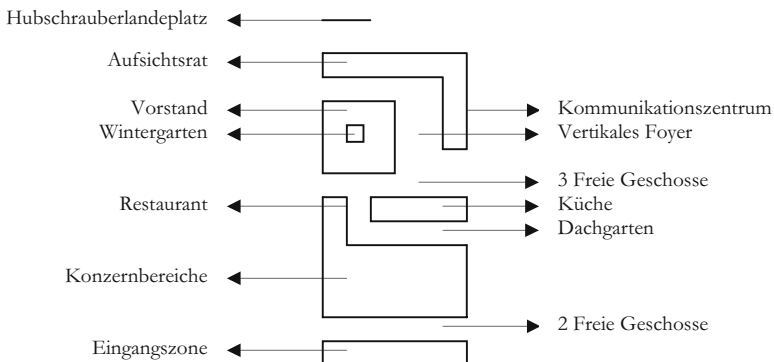 Hubschrauberlandeplatz
Aufsichtsrat
Vorstand
Kommunikationszentrum
Wintergarten
Vertikales Foyer
3 Freie Geschosse
Restaurant
Küche
Dachgarten
Konzernbereiche
2 Freie Geschosse
Eingangszone